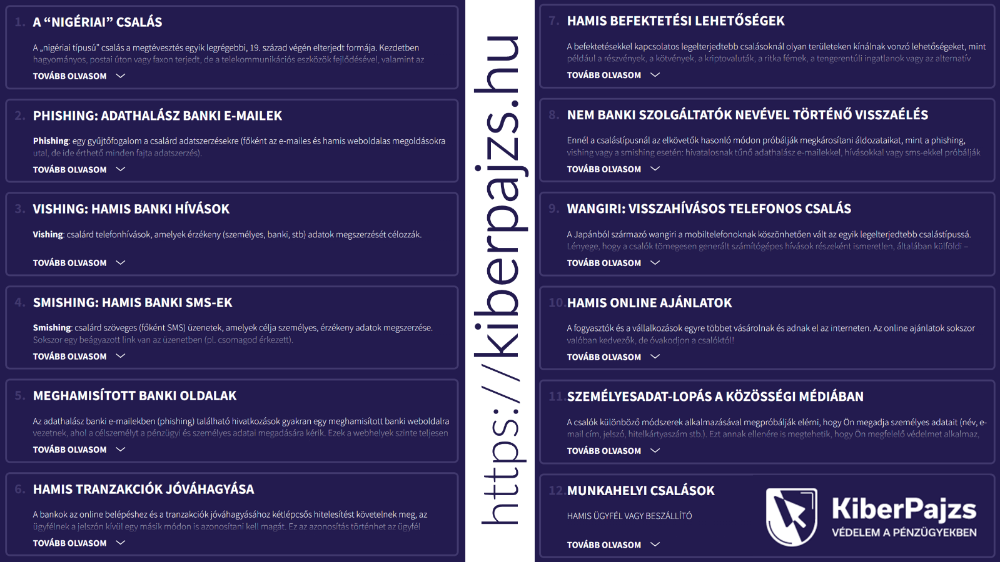 1. A “NIGÉRIAI” CSALÁS
A „nigériai típusú” csalás a megtévesztés egyik legrégebbi, 19. század végén elterjedt formája. Kezdetben
hagyományos, postai úton vagy faxon terjedt, de a telekommunikációs eszközök fejlődésével, valamint az
TOVÁBB OLVASOM
2. PHISHING: ADATHALÁSZ BANKI E-MAILEK
Phishing: egy gyűjtőfogalom a csalárd adatszerzésekre (főként az e-mailes és hamis weboldalas megoldásokra
utal, de ide érthető minden fajta adatszerzés).
TOVÁBB OLVASOM
3. VISHING: HAMIS BANKI HÍVÁSOK
Vishing: csalárd telefonhívások, amelyek érzékeny (személyes, banki, stb) adatok megszerzését célozzák.
TOVÁBB OLVASOM
4. SMISHING: HAMIS BANKI SMS-EK
Smishing: csalárd szöveges (főként SMS) üzenetek, amelyek célja személyes, érzékeny adatok megszerzése.
Sokszor egy beágyazott link van az üzenetben (pl. csomagod érkezett).
TOVÁBB OLVASOM
5. MEGHAMISÍTOTT BANKI OLDALAK
Az adathalász banki e-mailekben (phishing) található hivatkozások gyakran egy meghamisított banki weboldalra
vezetnek, ahol a célszemélyt a pénzügyi és személyes adatai megadására kérik. Ezek a webhelyek szinte teljesen
TOVÁBB OLVASOM
6. HAMIS TRANZAKCIÓK JÓVÁHAGYÁSA
A bankok az online belépéshez és a tranzakciók jóváhagyásához kétlépcsős hitelesítést követelnek meg, az
ügyfélnek a jelszón kívül egy másik módon is azonosítani kell magát. Ez az azonosítás történhet az ügyfél
TOVÁBB OLVASOM
https://kiberpajzs.hu
7. HAMIS BEFEKTETÉSI LEHETŐSÉGEK
A befektetésekkel kapcsolatos legelterjedtebb csalásoknál olyan területeken kínálnak vonzó lehetőségeket, mint
például a részvények, a kötvények, a kriptovaluták, a ritka fémek, a tengerentúli ingatlanok vagy az alternatív
TOVÁBB OLVASOM
8. NEM BANKI SZOLGÁLTATÓK NEVÉVEL TÖRTÉNŐ VISSZAÉLÉS
Ennél a csalástípusnál az elkövetők hasonló módon próbálják megkárosítani áldozataikat, mint a phishing,
vishing vagy a smishing esetén: hivatalosnak tűnő adathalász e-mailekkel, hívásokkal vagy sms-ekkel próbálják
TOVÁBB OLVASOM
9. WANGIRI: VISSZAHÍVÁSOS TELEFONOS CSALÁS
A Japánból származó wangiri a mobiltelefonoknak köszönhetően vált az egyik legelterjedtebb csalástípussá.
Lényege, hogy a csalók tömegesen generált számítógépes hívások részeként ismeretlen, általában külföldi –
TOVÁBB OLVASOM
10. HAMIS ONLINE AJÁNLATOK
A fogyasztók és a vállalkozások egyre többet vásárolnak és adnak el az interneten. Az online ajánlatok sokszor
valóban kedvezők, de óvakodjon a csalóktól!
TOVÁBB OLVASOM
11. SZEMÉLYESADAT-LOPÁS A KÖZÖSSÉGI MÉDIÁBAN
A csalók különböző módszerek alkalmazásával megpróbálják elérni, hogy Ön megadja személyes adatait (név, e-
mail cím, jelszó, hitelkártyaszám stb.). Ezt annak ellenére is megtehetik, hogy Ön megfelelő védelmet alkalmaz,
TOVÁBB OLVASOM
12. MUNKAHELYI CSALÁSOK
HAMIS ÜGYFÉL VAGY BESZÁLLÍTÓ
TOVÁBB OLVASOM
KiberPajzs
VÉDELEM A PÉNZÜGYEKBEN